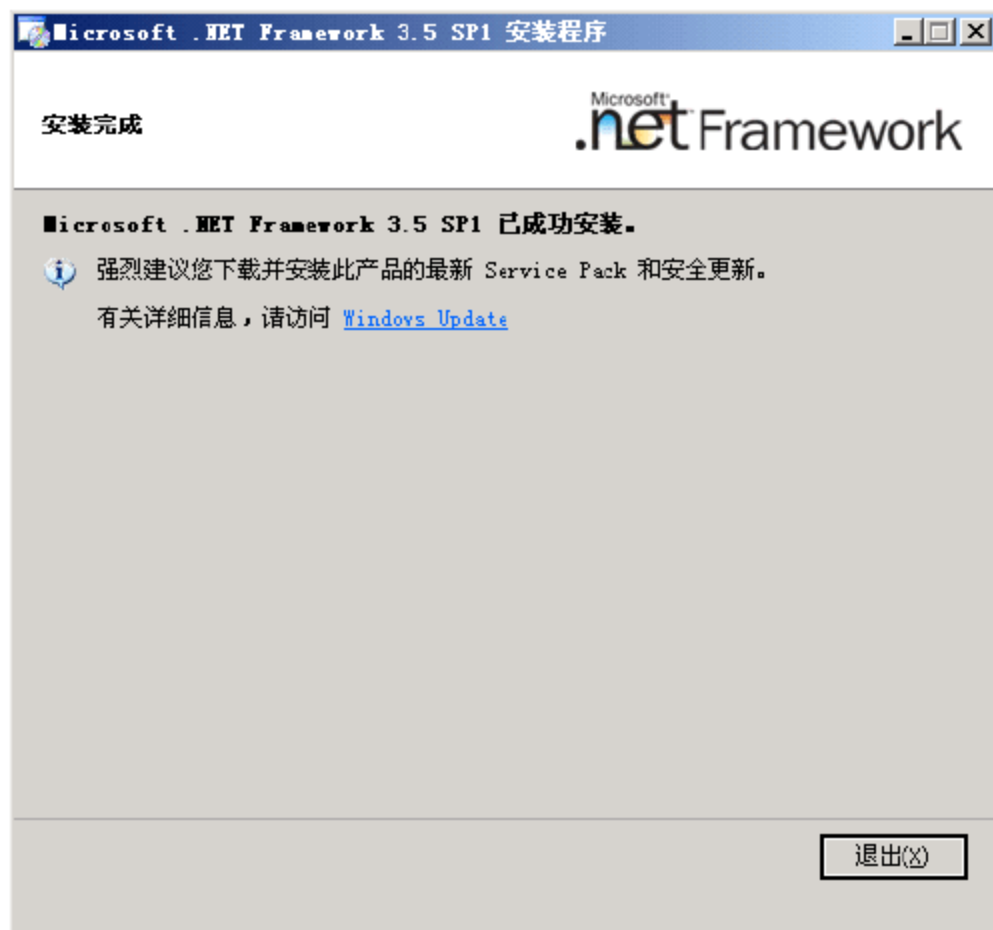 Microsoft .NET Framework 3.5 SP1 安装程序
安装完成
Microsoft
.net Framework
Microsoft .NET Framework 3.5 SP1 已成功安装。
强烈建议您下载并安装此产品的最新 Service Pack 和安全更新。
有关详细信息，请访问 Windows Update
退出(X)